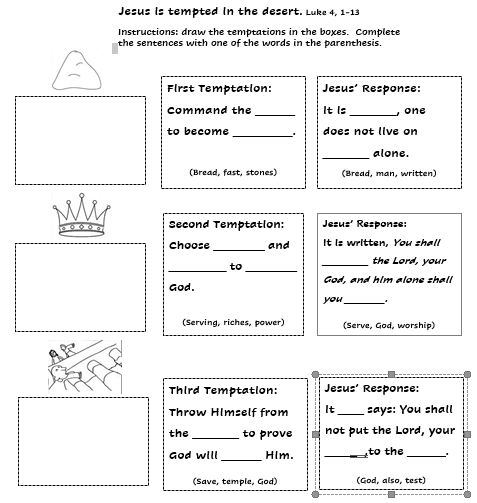 Jesus is tempted in the desert. Luke 4, 1-13
Instructions: draw the temptations in the boxes. Complete
the sentences with one of the words in the parenthesis.
First Temptation:
Command the ______
to become _________.
(Bread, fast, stones)
Jesus' Response:
It is _______, one
does not live on
_______ alone.
(Bread, man, written)
Second Temptation:
Choose ________ and
_________ to ________
God.
(Serving, riches, power)
Jesus' Response:
It is written, You shall
________ the Lord, your
God, and him alone shall
you _______.
(Serve, God, worship)
Third Temptation:
Throw Himself from
the _______ to prove
God will ______ Him.
(Save, temple, God)
Jesus' Response:
It ____ says: You shall
not put the Lord, your
_______to the ______.
(God, also, test)